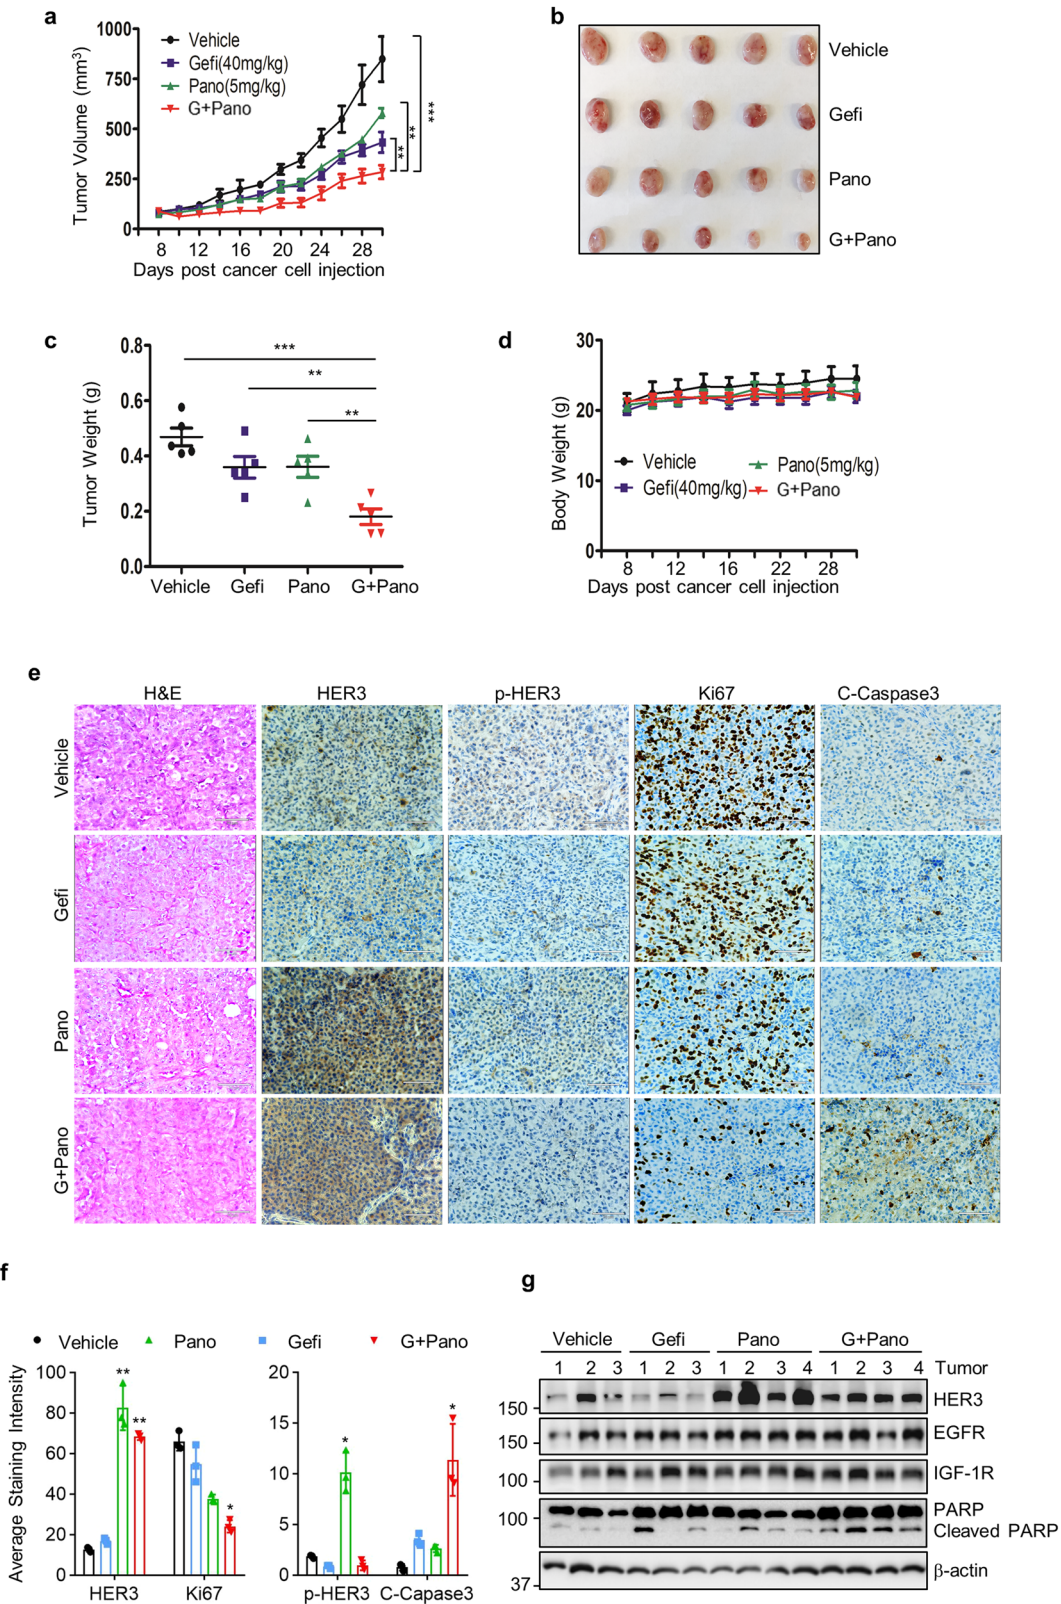 a
1000
750
500
250
0
Tumor Volume (mm³)
Vehicle
Gefi(40mg/kg)
Pano(5mg/kg)
G+Pano
**
**
***
8 12 16 20 24 28
Days post cancer cell injection
b
Vehicle
Gefi
Pano
G+Pano
c
0.8
0.6
0.4
0.2
0.0
Tumor Weight (g)
***
**
**
Vehicle Gefi Pano G+Pano
d
30
20
10
0
Body Weight (g)
Vehicle
Gefi(40mg/kg)
Pano(5mg/kg)
G+Pano
8 12 16 22 28
Days post cancer cell injection
e
H&E HER3 p-HER3 Ki67 C-Caspase3
Vehicle
Gefi
Pano
G+Pano
f
Vehicle Pano Gefi G+Pano
Average Staining Intensity
100
80
60
40
20
0
**
**
*
HER3 Ki67
20
15
10
5
0
*
*
p-HER3 C-Capase3
g
Vehicle Gefi Pano G+Pano
1 2 3 1 2 3 1 2 3 4 1 2 3 4 Tumor
150 HER3
150 EGFR
100 IGF-1R
100 PARP
Cleaved PARP
37 β-actin